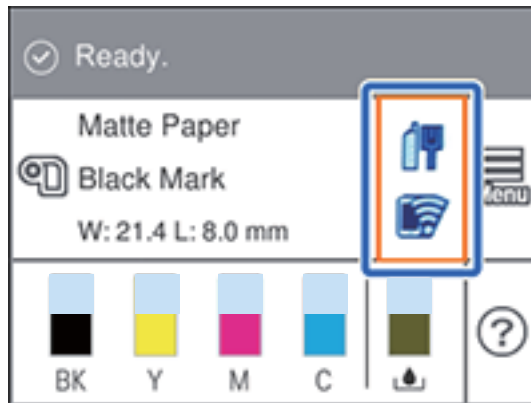 Ready.
Matte Paper
Black Mark
W: 21.4 L: 8.0 mm
Menu
BK Y M C
?